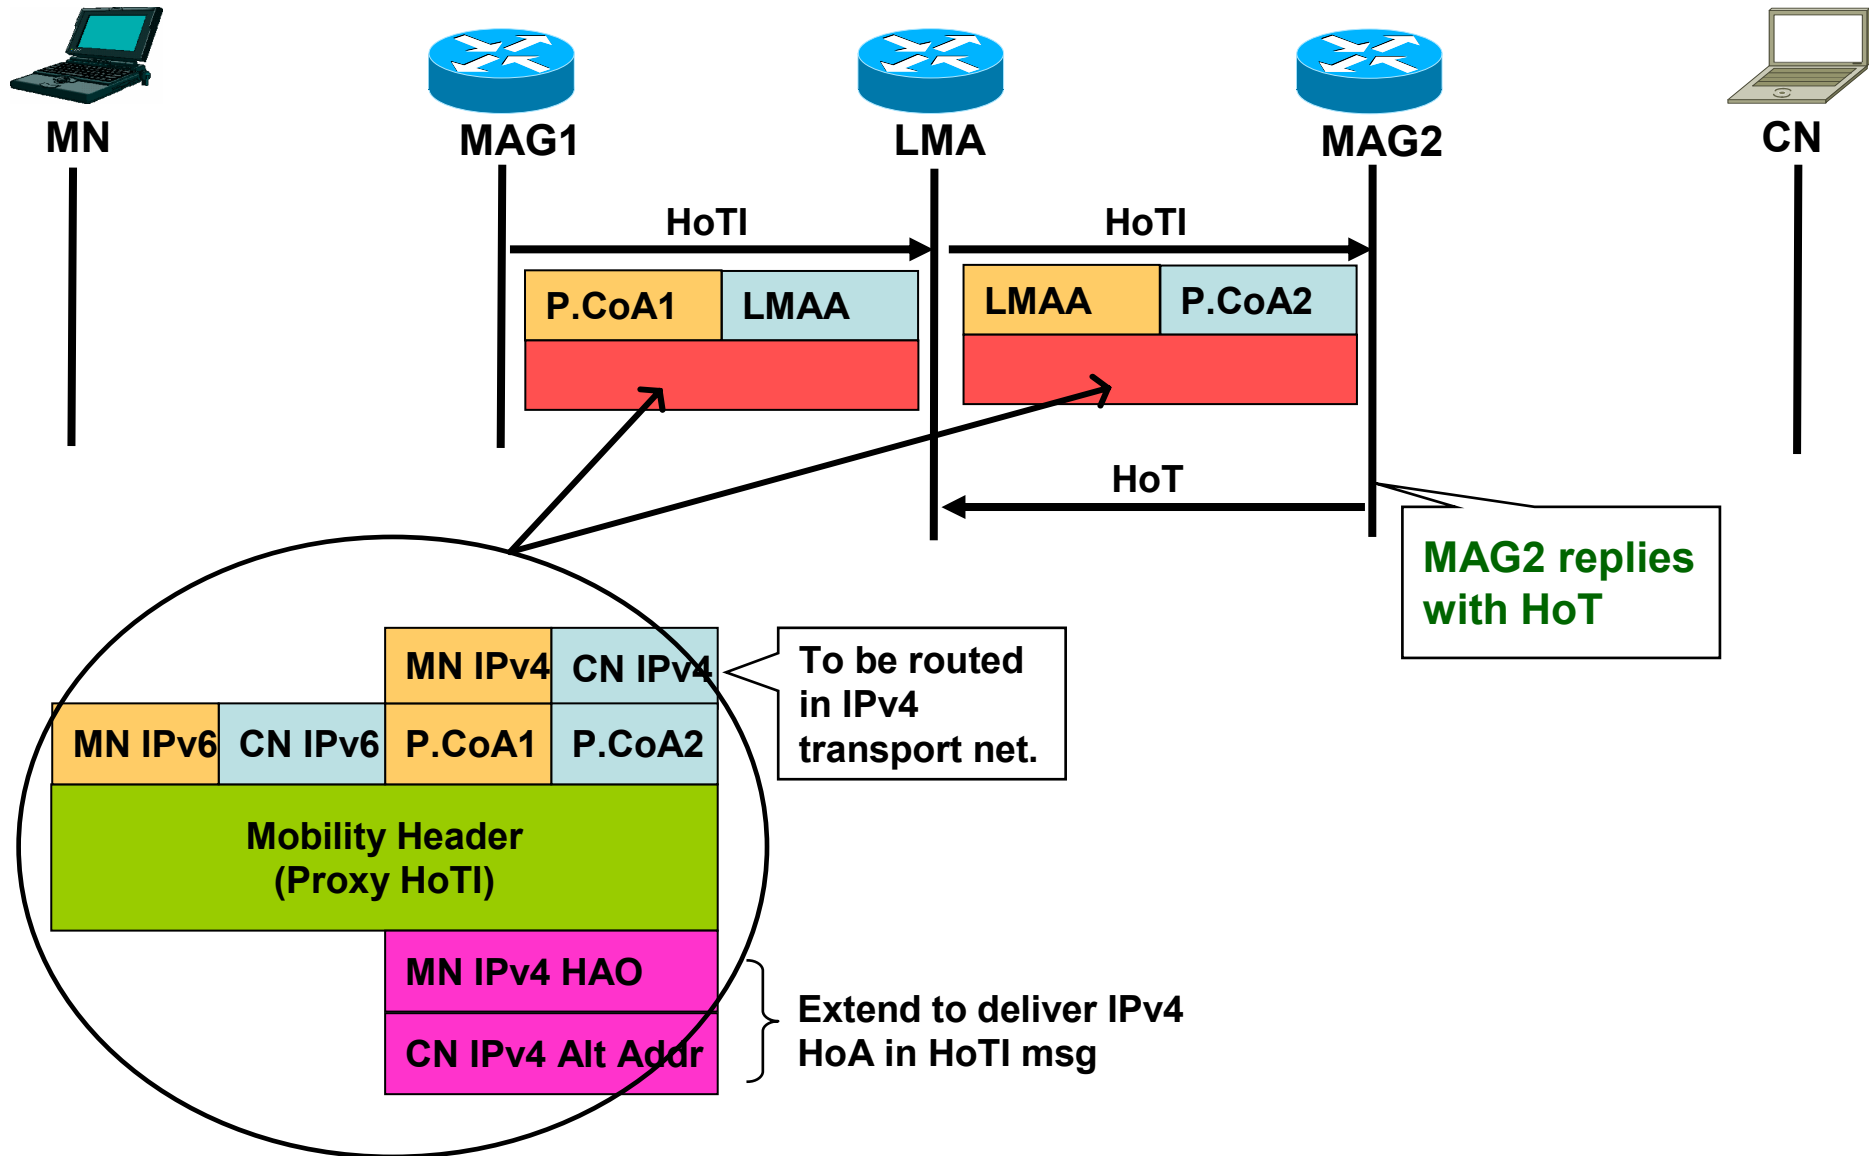 MN
MAG1
LMA
MAG2
CN
HoTI
HoTI
P.CoA1
LMAA
LMAA
P.CoA2
HoT
MAG2 replies
with HoT
MN IPv4
CN IPv4
To be routed
in IPv4
transport net.
MN IPv6
CN IPv6
P.CoA1
P.CoA2
Mobility Header
(Proxy HoTI)
MN IPv4 HAO
CN IPv4 Alt Addr
Extend to deliver IPv4
HoA in HoTI msg